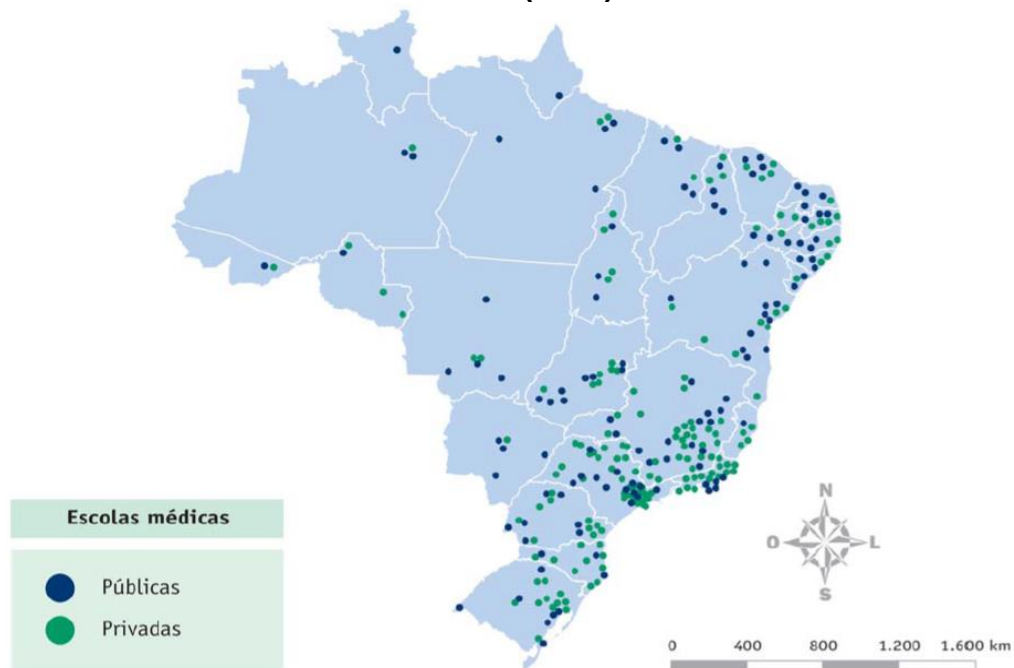 Escolas médicas
Públicas
Privadas
N
O
L
S
0 400 800 1.200 1.600 km